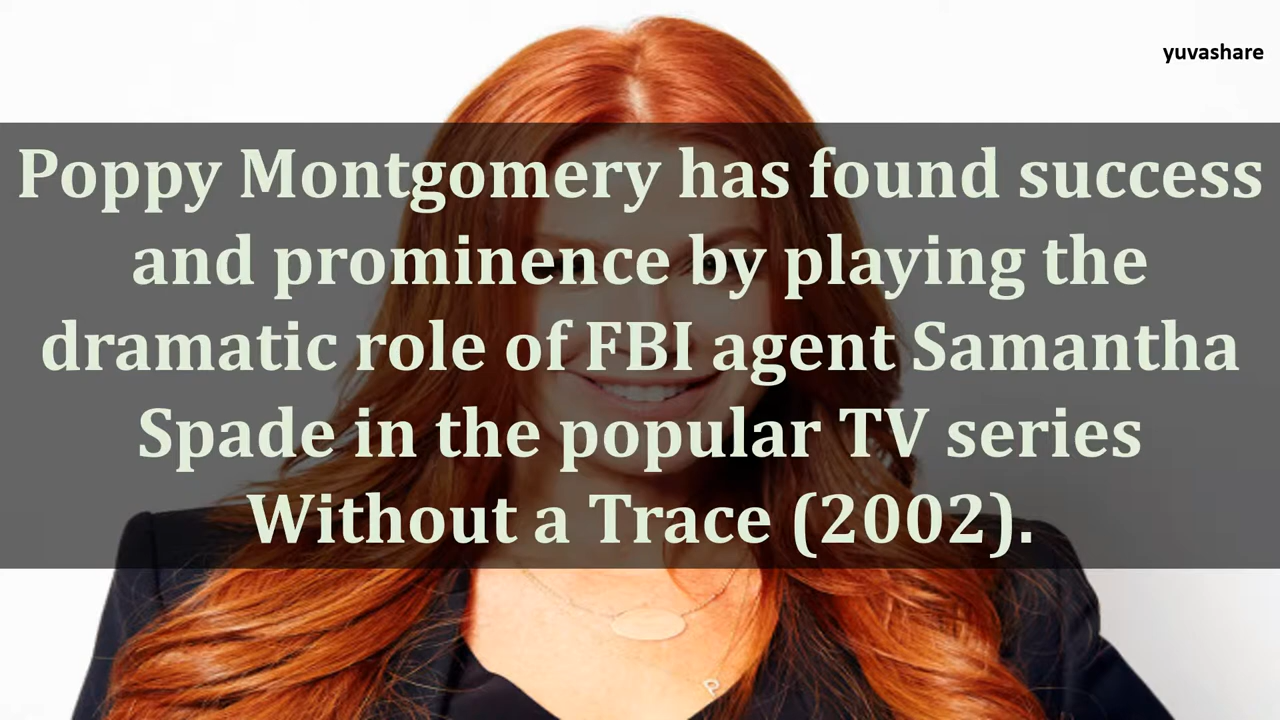 yuvashare
Poppy Montgomery has found success
and prominence by playing the
dramatic role of FBI agent Samantha
Spade in the popular TV series
Without a Trace (2002).